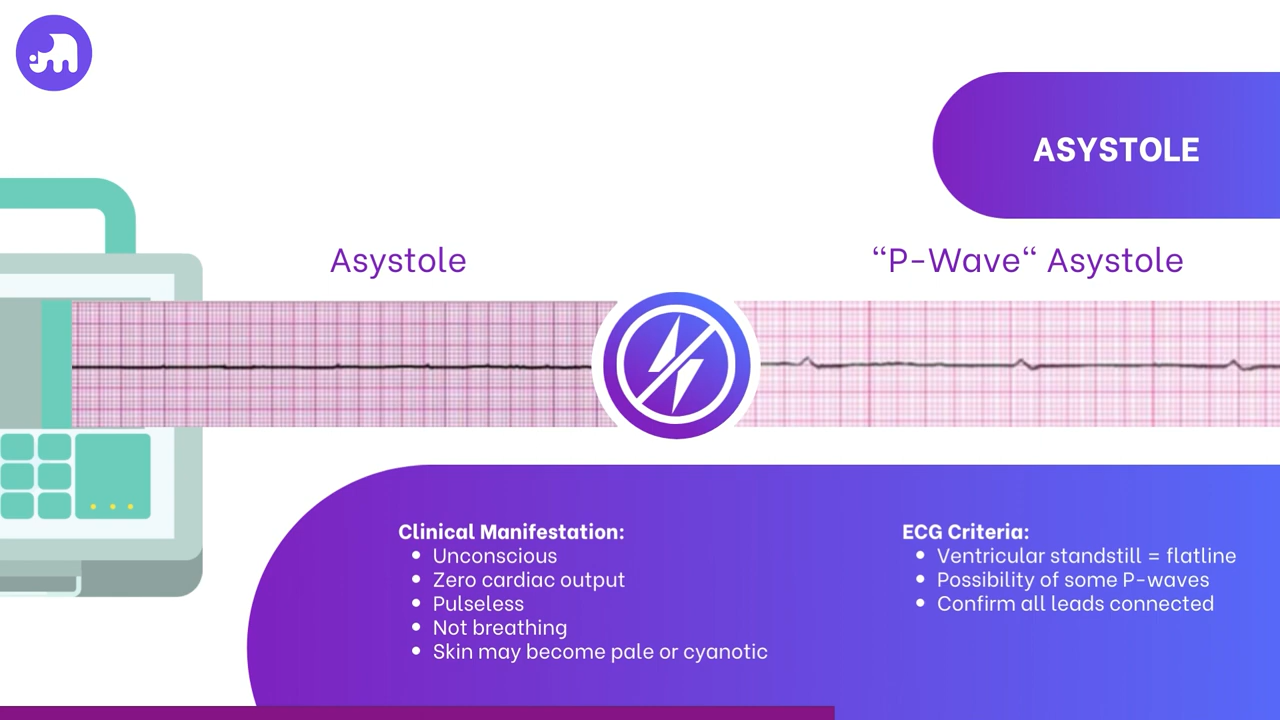 ASYSTOLE
Asystole
“P-Wave“ Asystole
Clinical Manifestation:
• Unconscious
• Zero cardiac output
• Pulseless
• Not breathing
• Skin may become pale or cyanotic
ECG Criteria:
• Ventricular standstill = flatline
• Possibility of some P-waves
• Confirm all leads connected